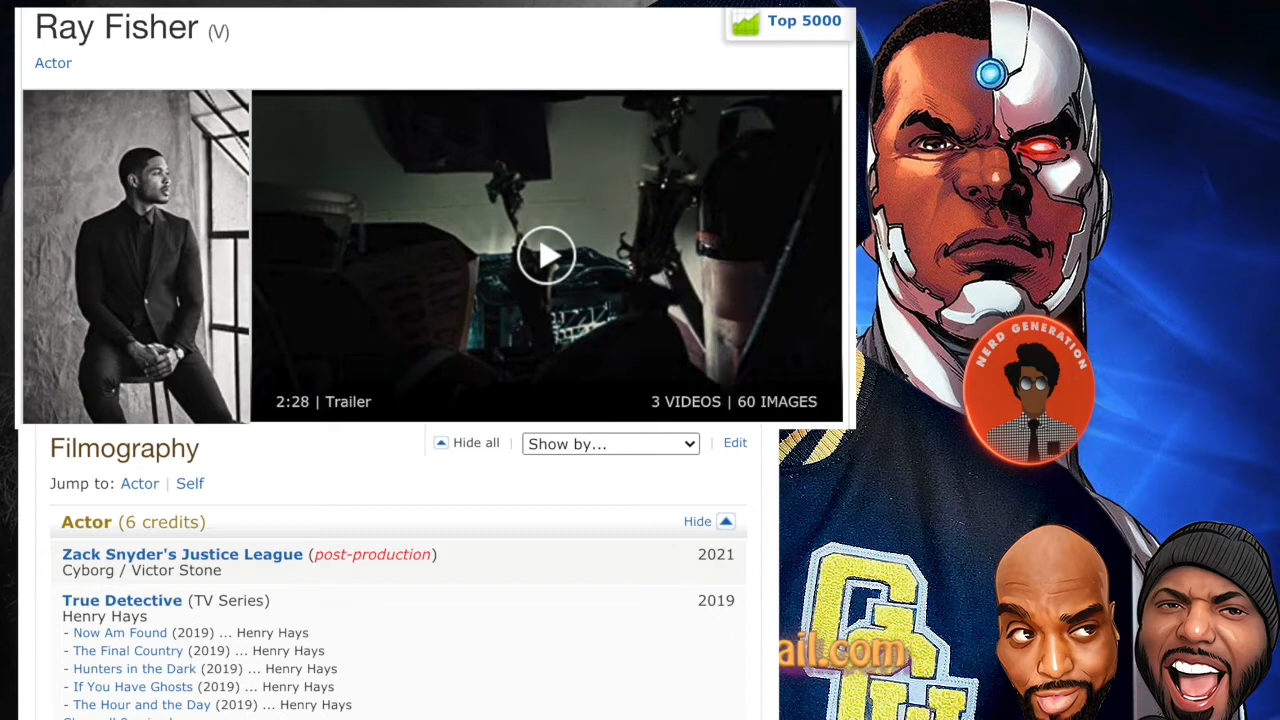 Ray Fisher (V)
Top 5000
Actor
2:28 | Trailer
3 VIDEOS | 60 IMAGES
NERD GENERATION
Filmography
Hide all | Show by... | Edit
Jump to: Actor | Self
Actor (6 credits)
Hide
Zack Snyder's Justice League (post-production)
2021
Cyborg / Victor Stone
True Detective (TV Series)
2019
Henry Hays
- Now Am Found (2019) ... Henry Hays
- The Final Country (2019) ... Henry Hays
- Hunters in the Dark (2019) ... Henry Hays
- If You Have Ghosts (2019) ... Henry Hays
- The Hour and the Day (2019) ... Henry Hays
ail.com